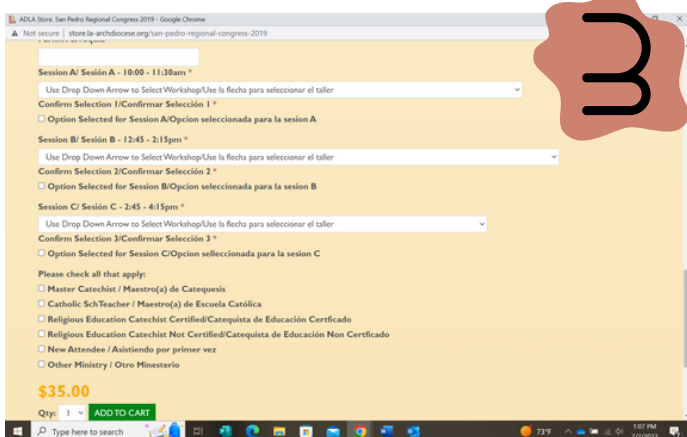 ADLA Store. San Pedro Regional Congress 2019 - Google Chrome
Not secure | store.la-archdiocese.org/san-pedro-regional-congress-2019
3
Session A/ Sesión A - 10:00 - 11:30am *
Use Drop Down Arrow to Select Workshop/Use la flecha para seleccionar el taller
Confirm Selection 1/Confirmar Selección 1 *
Option Selected for Session A/Opcion seleccionada para la sesion A
Session B/ Sesión B - 12:45 - 2:15pm *
Use Drop Down Arrow to Select Workshop/Use la flecha para seleccionar el taller
Confirm Selection 2/Confirmar Selección 2 *
Option Selected for Session B/Opcion seleccionada para la sesion B
Session C/ Sesión C - 2:45 - 4:15pm *
Use Drop Down Arrow to Select Workshop/Use la flecha para seleccionar el taller
Confirm Selection 3/Confirmar Selección 3 *
Option Selected for Session C/Opcion selleccionada para la sesion C
Please check all that apply:
Master Catechist / Maestro(a) de Catequesis
Catholic SchTeacher / Maestro(a) de Escuela Católica
Religious Education Catechist Certified/Catequista de Educación Certficado
Religious Education Catechist Not Certified/Catequista de Educación Non Certficado
New Attendee / Asistiendo por primer vez
Other Ministry / Otro Minesterio
$35.00
Qty: 1 ADD TO CART
Type here to search 73°F 1:07 PM